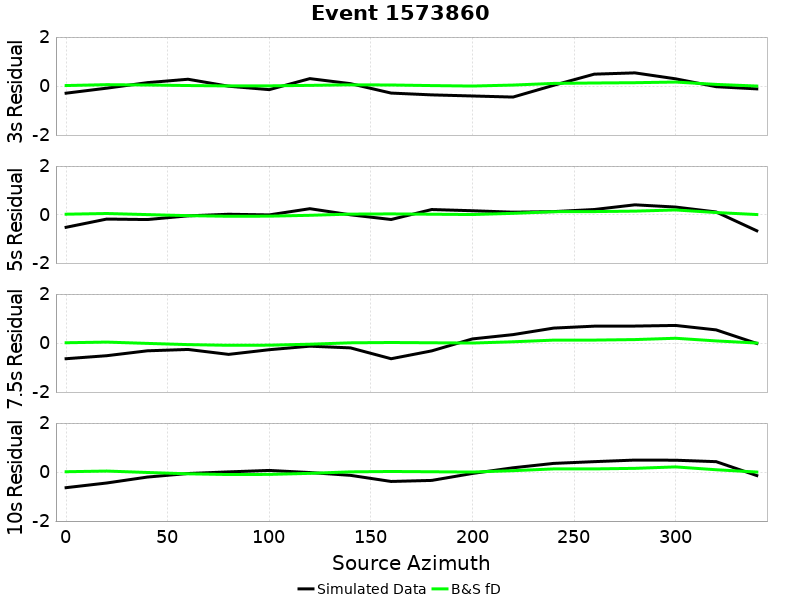 Event 1573860
3s Residual
2
0
-2
5s Residual
2
0
-2
7.5s Residual
2
0
-2
10s Residual
2
0
-2
0 50 100 150 200 250 300
Source Azimuth
Simulated Data B&S fD